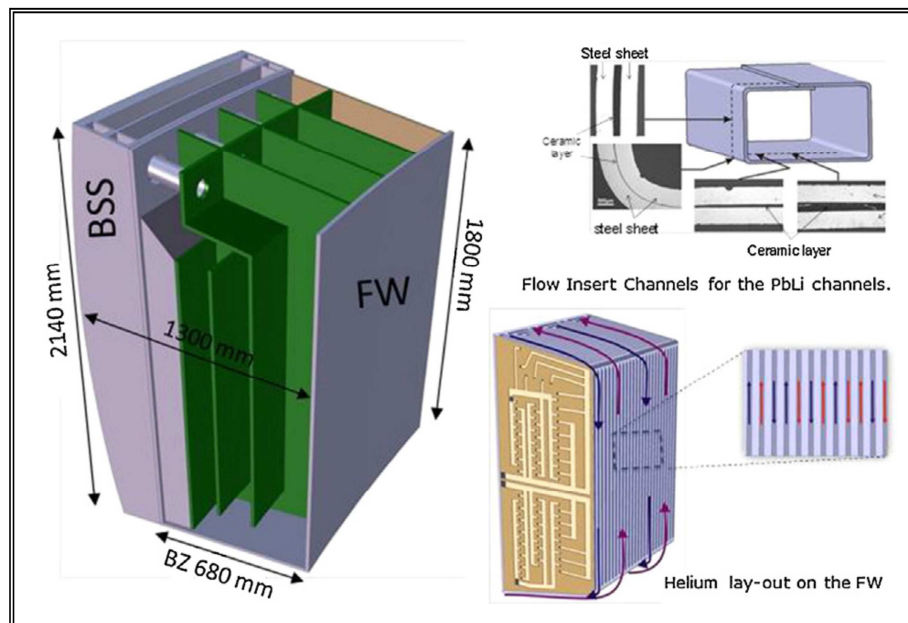 BSS
FW
2140 mm
1300 mm
1800 mm
BZ 680 mm
Steel sheet
Ceramic
layer
steel sheet
Ceramic layer
Flow Insert Channels for the PbLi channels.
Helium lay-out on the FW